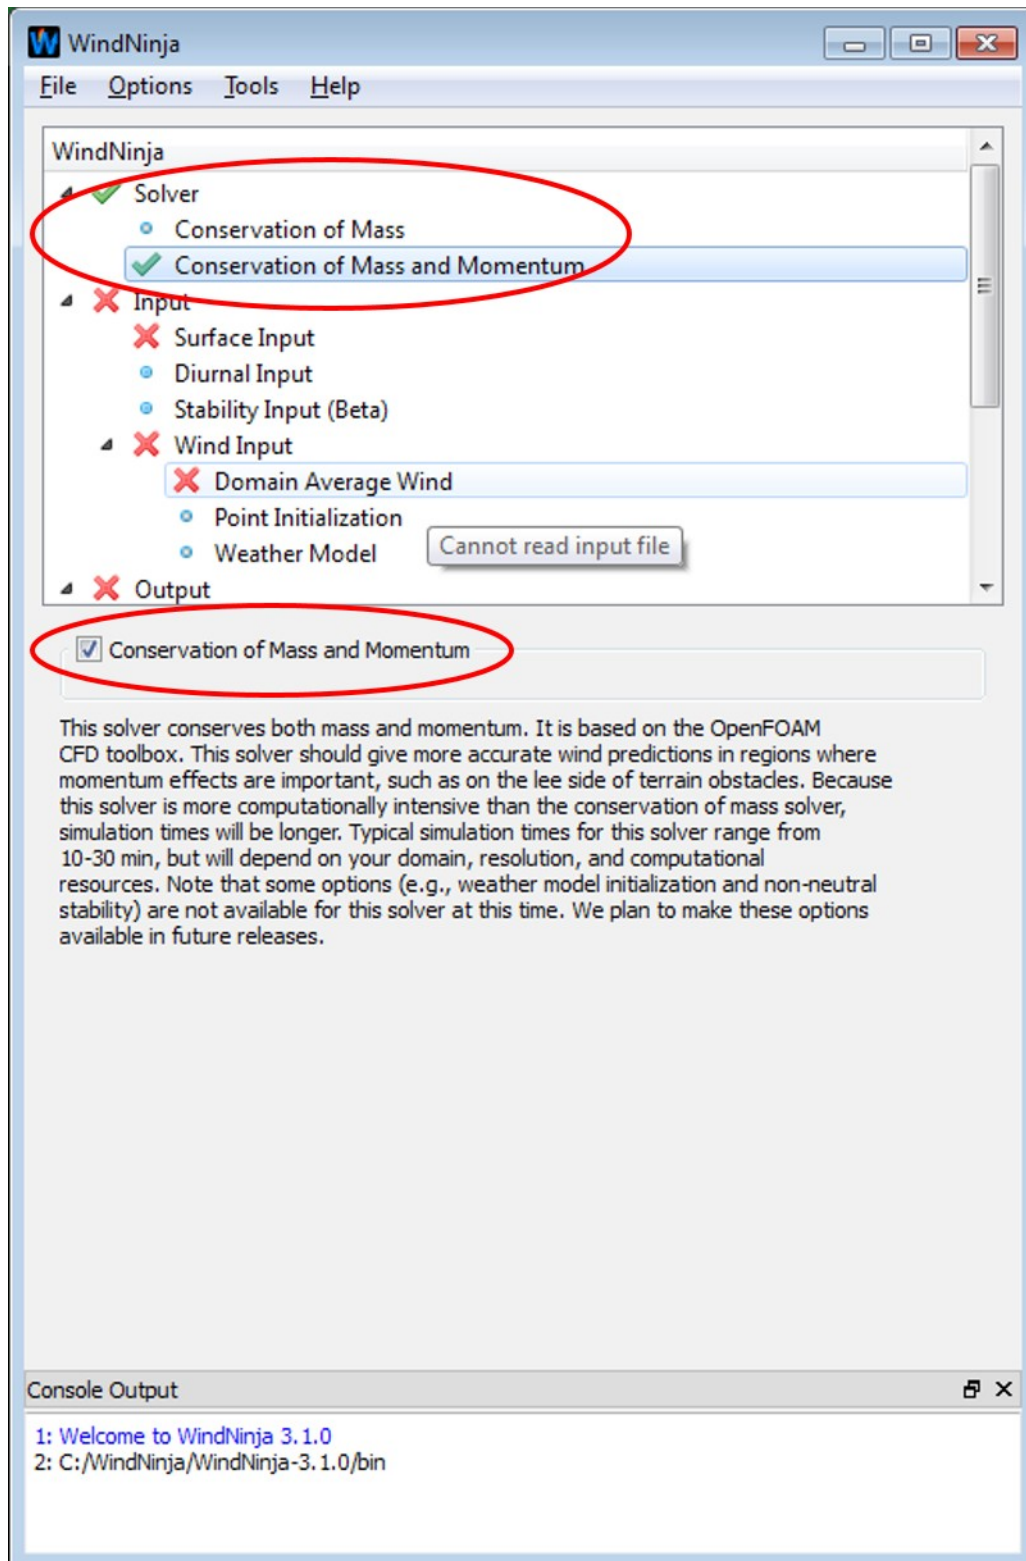 WindNinja
File Options Tools Help
WindNinja
Solver
Conservation of Mass
Conservation of Mass and Momentum
Input
Surface Input
Diurnal Input
Stability Input (Beta)
Wind Input
Domain Average Wind
Point Initialization
Weather Model
Cannot read input file
Output
Conservation of Mass and Momentum
This solver conserves both mass and momentum. It is based on the OpenFOAM
CFD toolbox. This solver should give more accurate wind predictions in regions where
momentum effects are important, such as on the lee side of terrain obstacles. Because
this solver is more computationally intensive than the conservation of mass solver,
simulation times will be longer. Typical simulation times for this solver range from
10-30 min, but will depend on your domain, resolution, and computational
resources. Note that some options (e.g., weather model initialization and non-neutral
stability) are not available for this solver at this time. We plan to make these options
available in future releases.
Console Output
1: Welcome to WindNinja 3.1.0
2: C:/WindNinja/WindNinja-3.1.0/bin